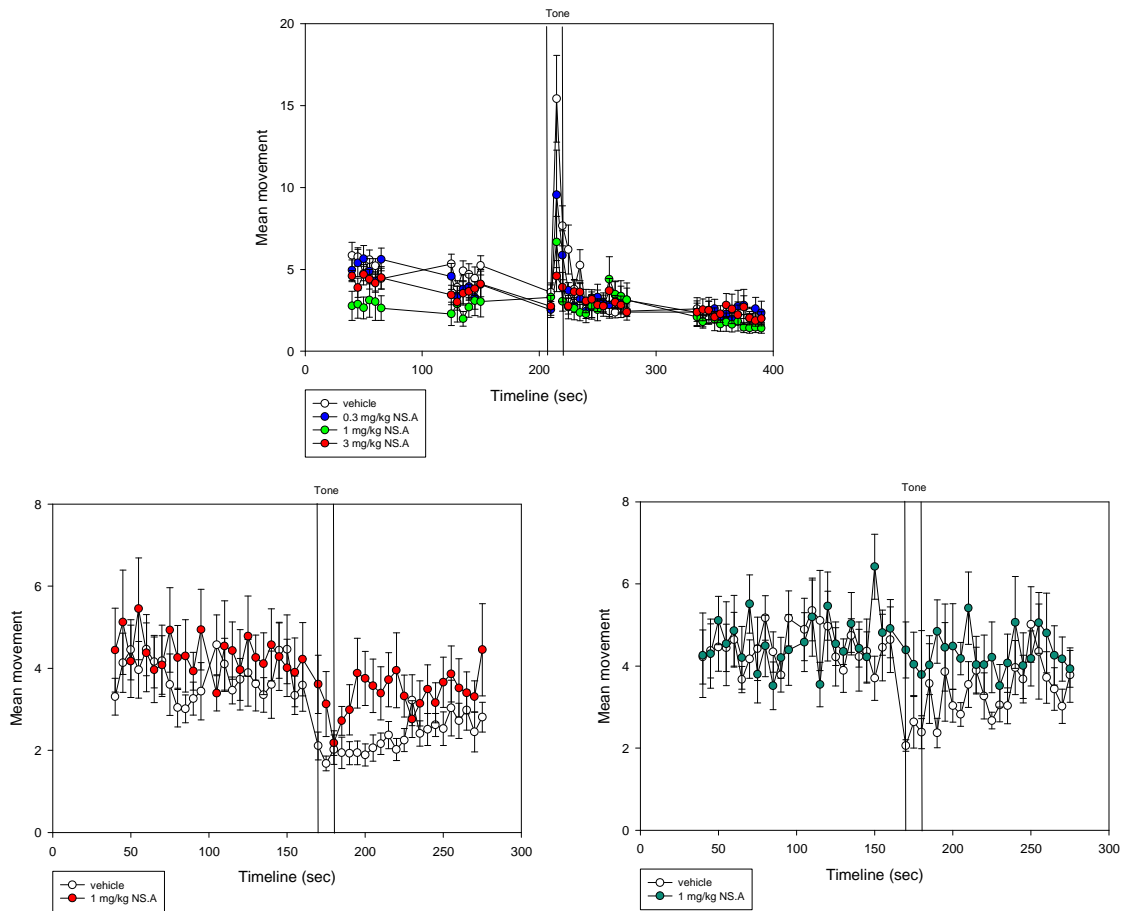 Tone
20
15
10
5
0
Mean movement
0 100 200 300 400
Timeline (sec)
vehicle
0.3 mg/kg NS.A
1 mg/kg NS.A
3 mg/kg NS.A
Tone
8
6
4
2
0
Mean movement
0 50 100 150 200 250 300
Timeline (sec)
vehicle
1 mg/kg NS.A
Tone
8
6
4
2
0
Mean movement
0 50 100 150 200 250 300
Timeline (sec)
vehicle
1 mg/kg NS.A